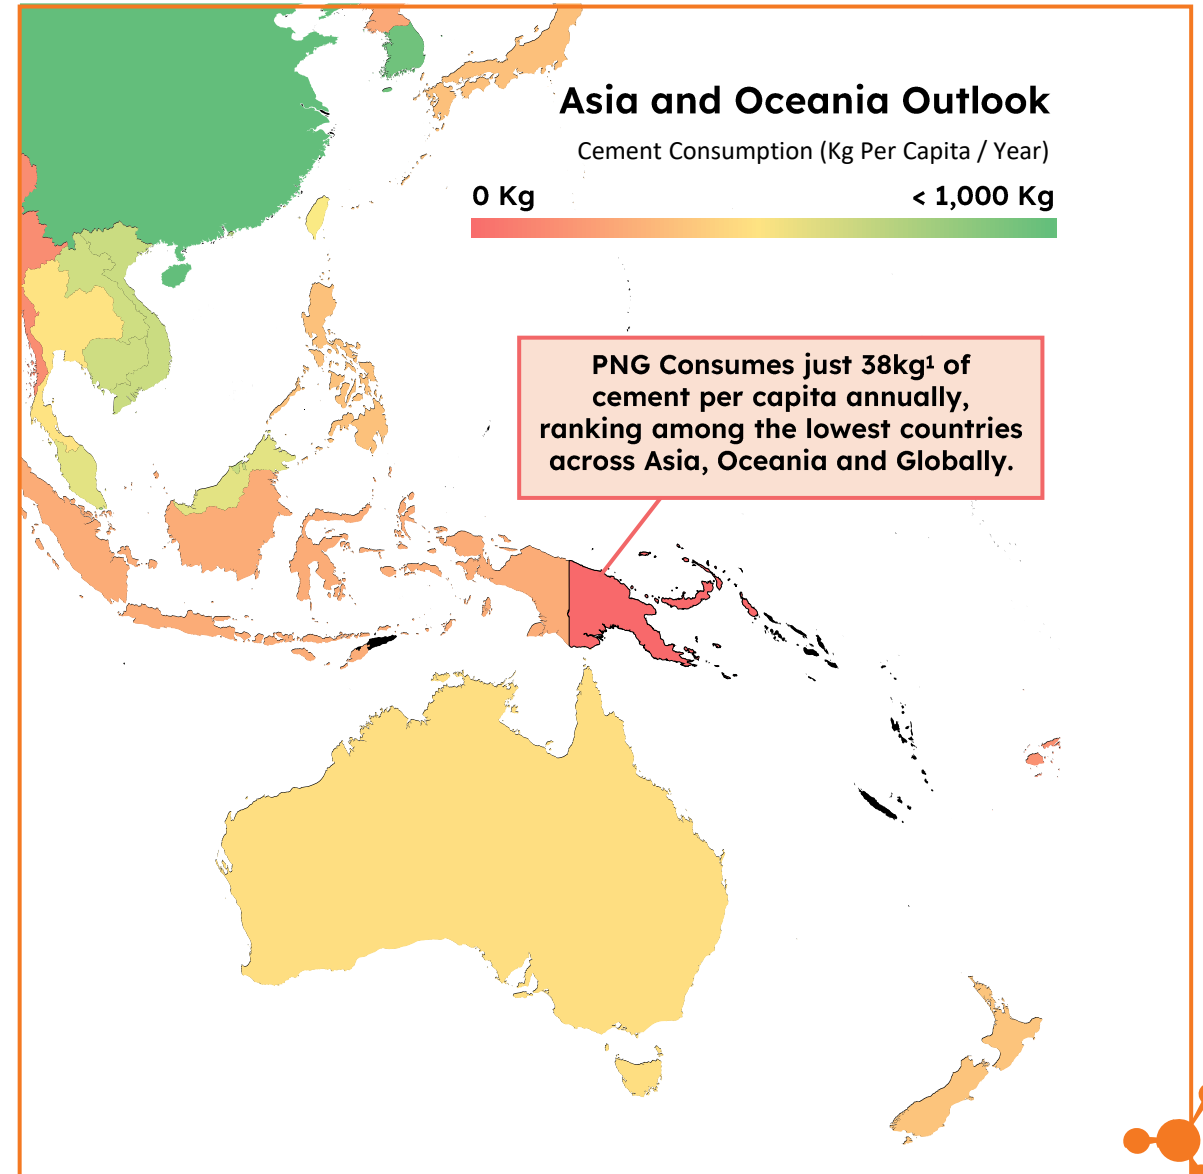 Asia and Oceania Outlook
Cement Consumption (Kg Per Capita / Year)
0 Kg < 1,000 Kg
PNG Consumes just 38kg¹ of
cement per capita annually,
ranking among the lowest countries
across Asia, Oceania and Globally.